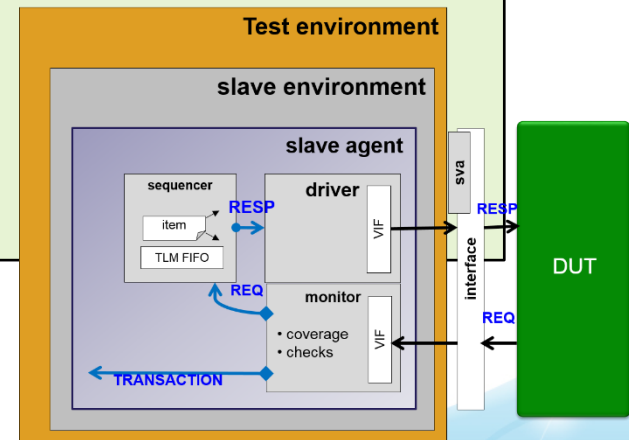 Test environment
slave environment
slave agent
sequencer
item
TLM FIFO
RESP
driver
VIF
sva
interface
RESP
DUT
REQ
monitor
• coverage
• checks
VIF
REQ
TRANSACTION